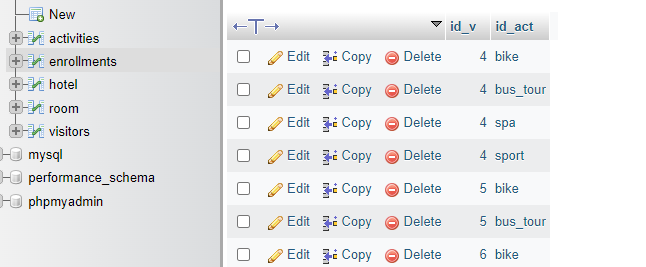 New
activities
enrollments
hotel
room
visitors
mysql
performance_schema
phpmyadmin
id_v id_act
Edit Copy Delete 4 bike
Edit Copy Delete 4 bus_tour
Edit Copy Delete 4 spa
Edit Copy Delete 4 sport
Edit Copy Delete 5 bike
Edit Copy Delete 5 bus_tour
Edit Copy Delete 6 bike